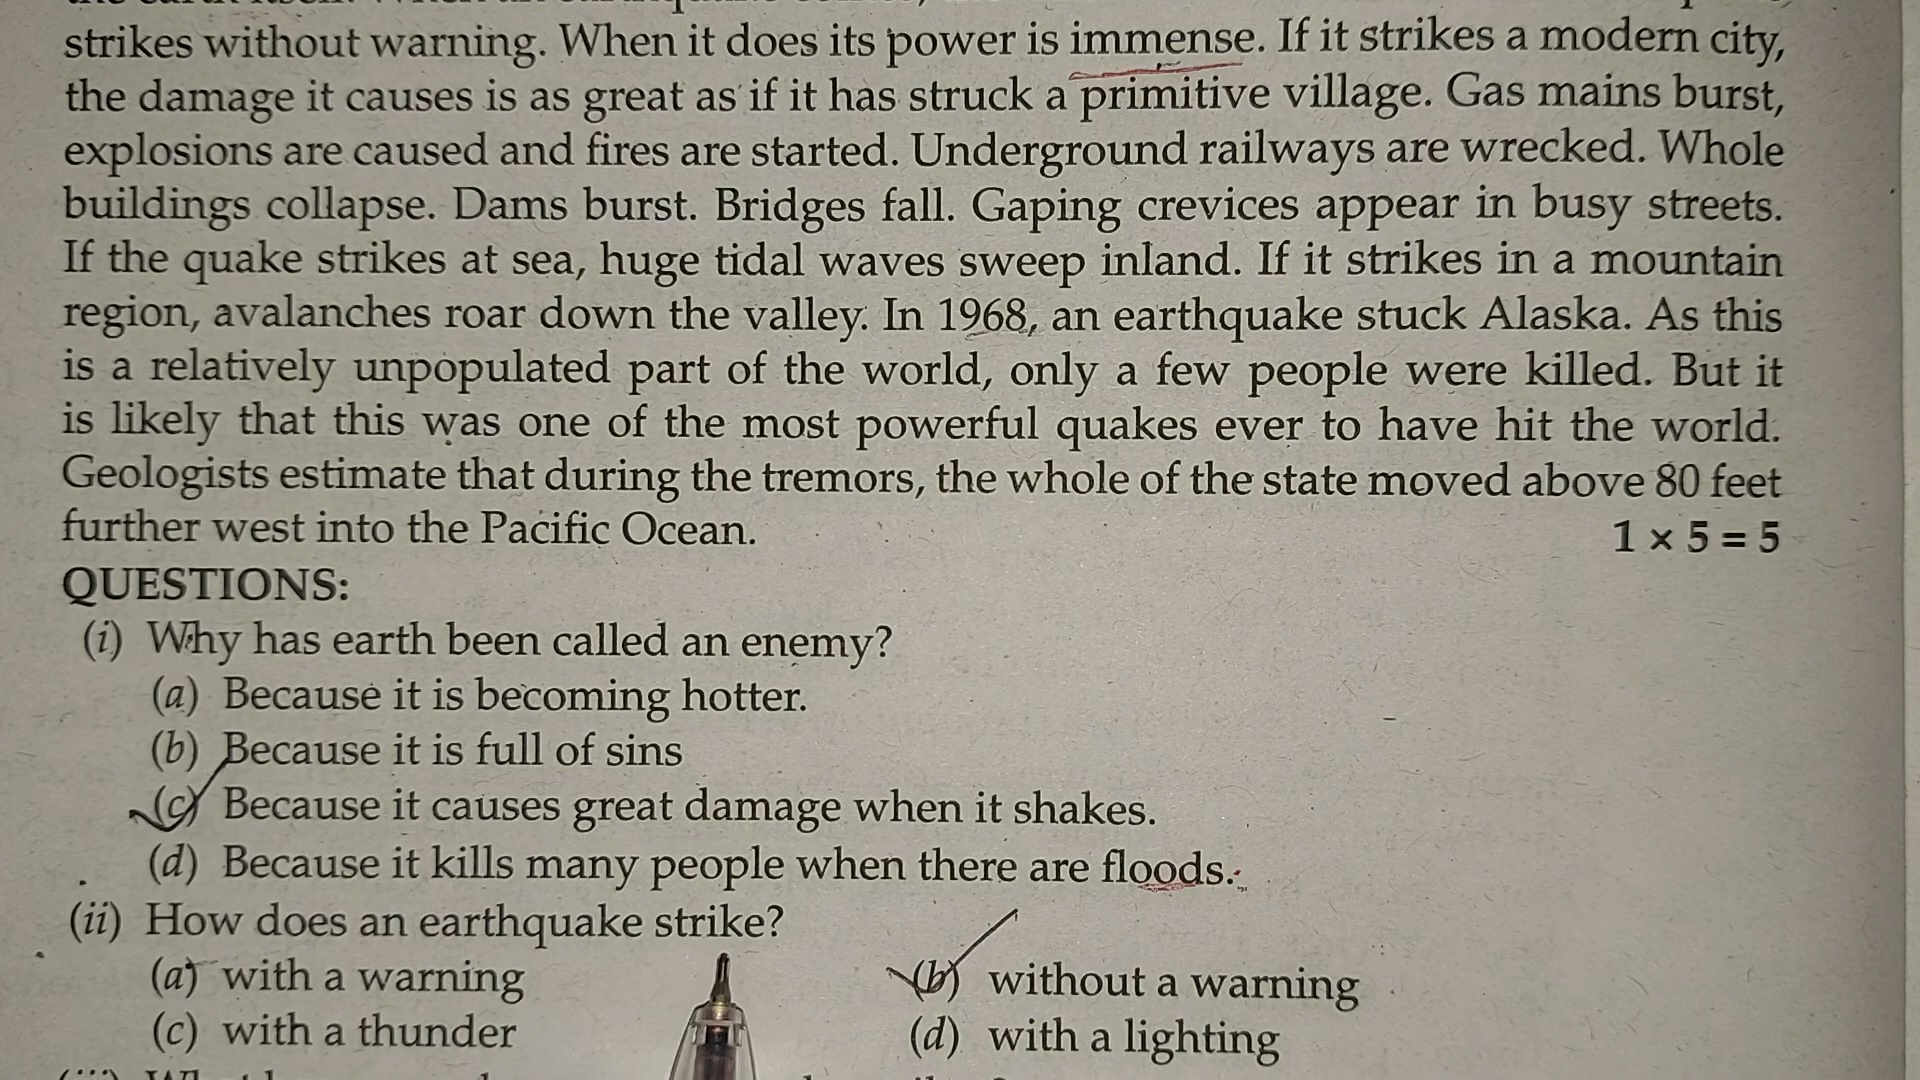 strikes without warning. When it does its power is immense. If it strikes a modern city,
the damage it causes is as great as if it has struck a primitive village. Gas mains burst,
explosions are caused and fires are started. Underground railways are wrecked. Whole
buildings collapse. Dams burst. Bridges fall. Gaping crevices appear in busy streets.
If the quake strikes at sea, huge tidal waves sweep inland. If it strikes in a mountain
region, avalanches roar down the valley. In 1968, an earthquake stuck Alaska. As this
is a relatively unpopulated part of the world, only a few people were killed. But it
is likely that this was one of the most powerful quakes ever to have hit the world.
Geologists estimate that during the tremors, the whole of the state moved above 80 feet
further west into the Pacific Ocean. 1 × 5 = 5
QUESTIONS:
(i) Why has earth been called an enemy?
(a) Because it is becoming hotter.
(b) Because it is full of sins
(c) Because it causes great damage when it shakes.
(d) Because it kills many people when there are floods.
(ii) How does an earthquake strike?
(a) with a warning (b) without a warning
(c) with a thunder (d) with a lighting